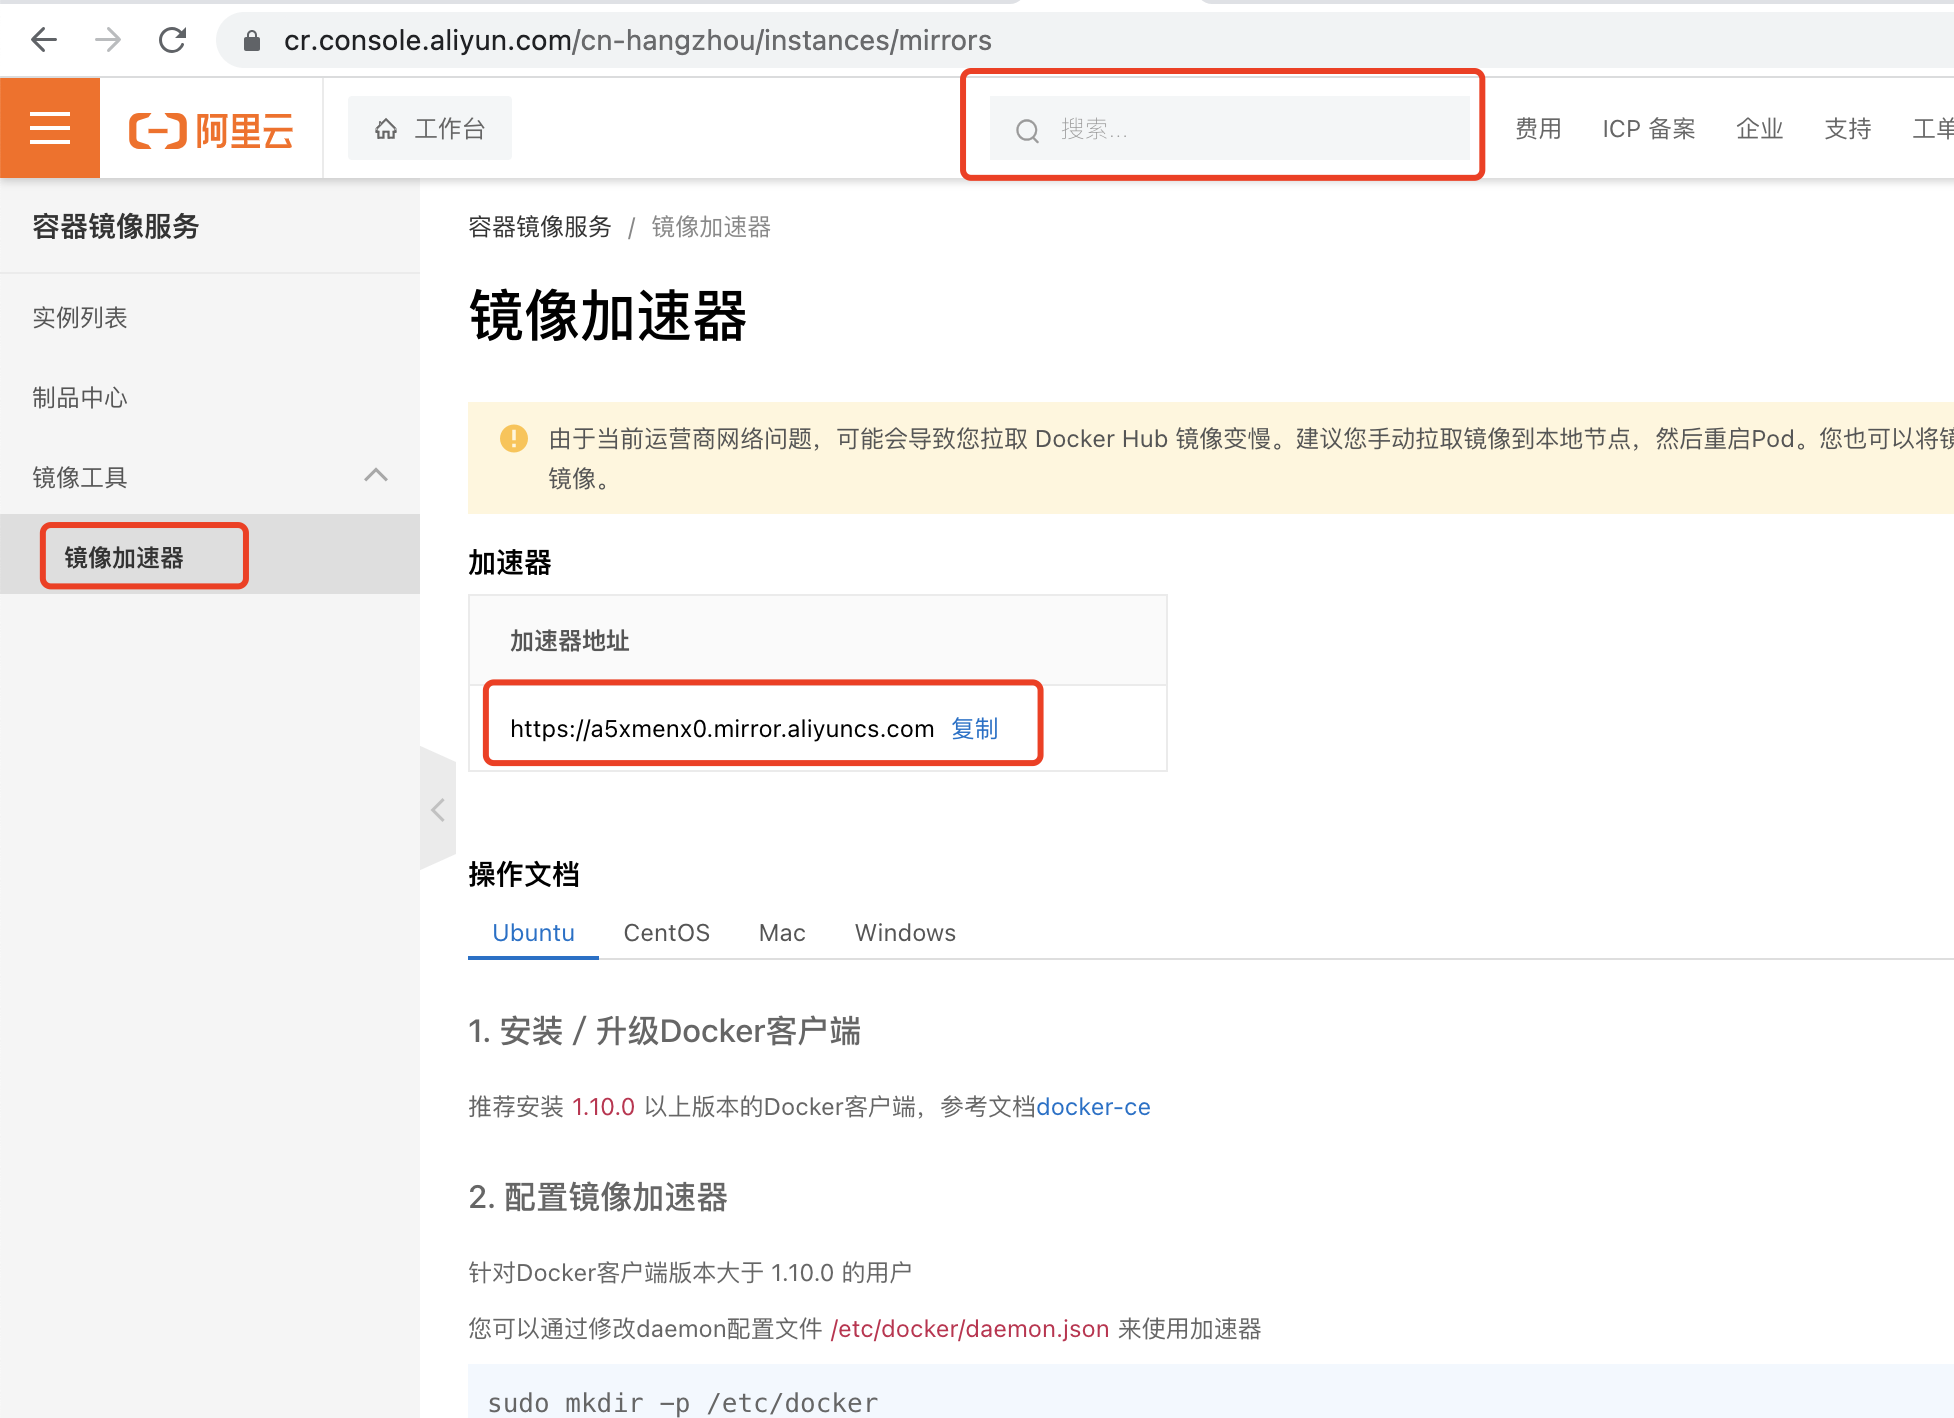 cr.console.aliyun.com/cn-hangzhou/instances/mirrors
阿里云
工作台
搜索...
费用
ICP 备案
企业
支持
工单
容器镜像服务
实例列表
制品中心
镜像工具
镜像加速器
容器镜像服务 / 镜像加速器
镜像加速器
由于当前运营商网络问题，可能会导致您拉取 Docker Hub 镜像变慢。建议您手动拉取镜像到本地节点，然后重启Pod。您也可以将镜
镜像。
加速器
加速器地址
https://a5xmenx0.mirror.aliyuncs.com 复制
操作文档
Ubuntu CentOS Mac Windows
1. 安装 / 升级Docker客户端
推荐安装 1.10.0 以上版本的Docker客户端，参考文档docker-ce
2. 配置镜像加速器
针对Docker客户端版本大于 1.10.0 的用户
您可以通过修改daemon配置文件 /etc/docker/daemon.json 来使用加速器
sudo mkdir -p /etc/docker